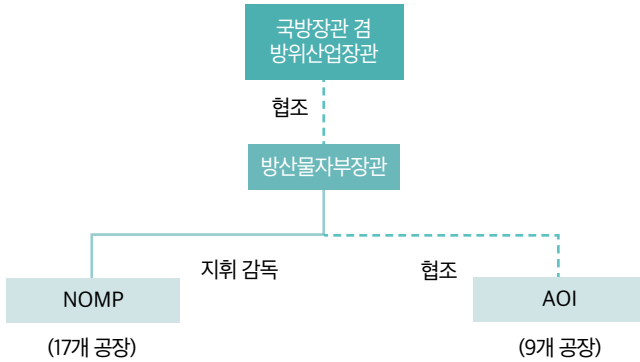 국방장관 겸
방위산업장관
협조
방산물자부장관
지휘 감독
협조
NOMP
AOI
(17개 공장)
(9개 공장)